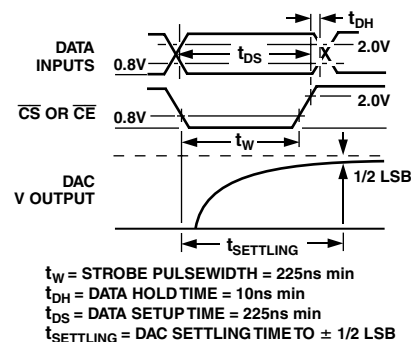 tDH
DATA
INPUTS
0.8V
tDS
X
2.0V
CS OR CE
0.8V
2.0V
tW
DAC
V OUTPUT
1/2 LSB
tSETTLING
tW = STROBE PULSEWIDTH = 225ns min
tDH = DATA HOLD TIME = 10ns min
tDS = DATA SETUP TIME = 225ns min
tSETTLING = DAC SETTLING TIME TO ± 1/2 LSB